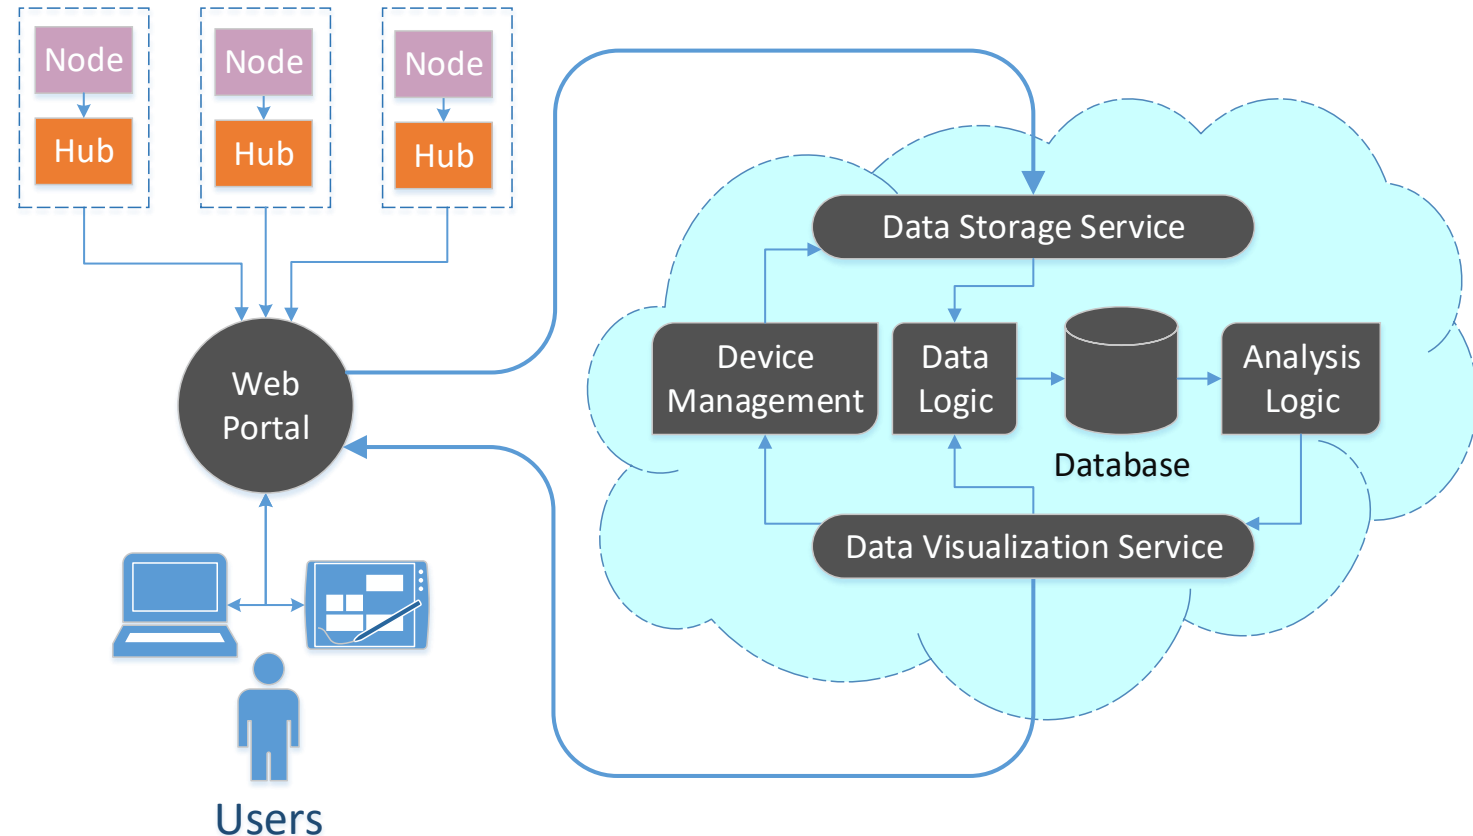 Node
Node
Node
Hub
Hub
Hub
Data Storage Service
Device
Management
Data
Logic
Analysis
Logic
Web
Portal
Database
Data Visualization Service
Users